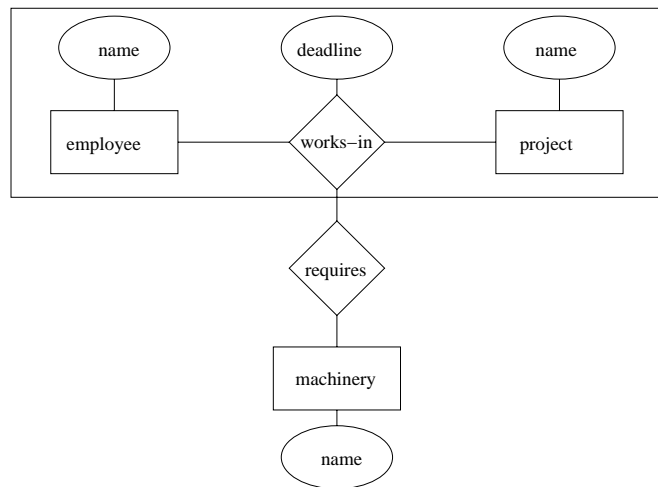 name
deadline
name
employee
works–in
project
requires
machinery
name